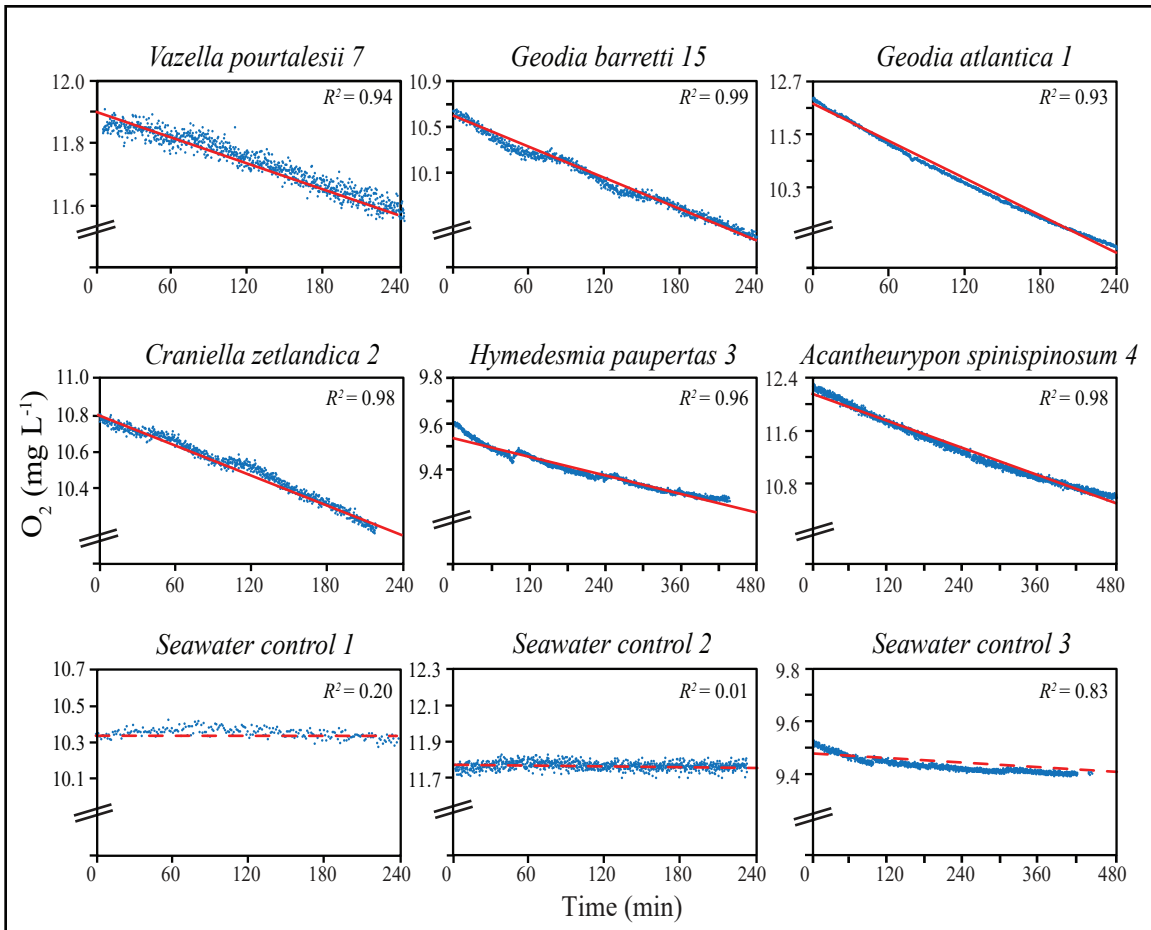 Vazella pourtalesii 7
Geodia barretti 15
Geodia atlantica 1
12.0
11.8
11.6
R² = 0.94
0 60 120 180 240
10.9
10.5
10.1
R² = 0.99
0 60 120 180 240
12.7
11.5
10.3
R² = 0.93
0 60 120 180 240
Craniella zetlandica 2
Hymedesmia paupertas 3
Acantheurypon spinispinosum 4
O₂ (mg L⁻¹)
11.0
10.8
10.6
10.4
R² = 0.98
0 60 120 180 240
9.8
9.6
9.4
R² = 0.96
0 120 240 360 480
12.4
11.6
10.8
R² = 0.98
0 120 240 360 480
Seawater control 1
Seawater control 2
Seawater control 3
10.7
10.5
10.3
10.1
R² = 0.20
0 60 120 180 240
12.3
12.1
11.9
11.7
R² = 0.01
0 60 120 180 240
9.8
9.6
9.4
R² = 0.83
0 120 240 360 480
Time (min)